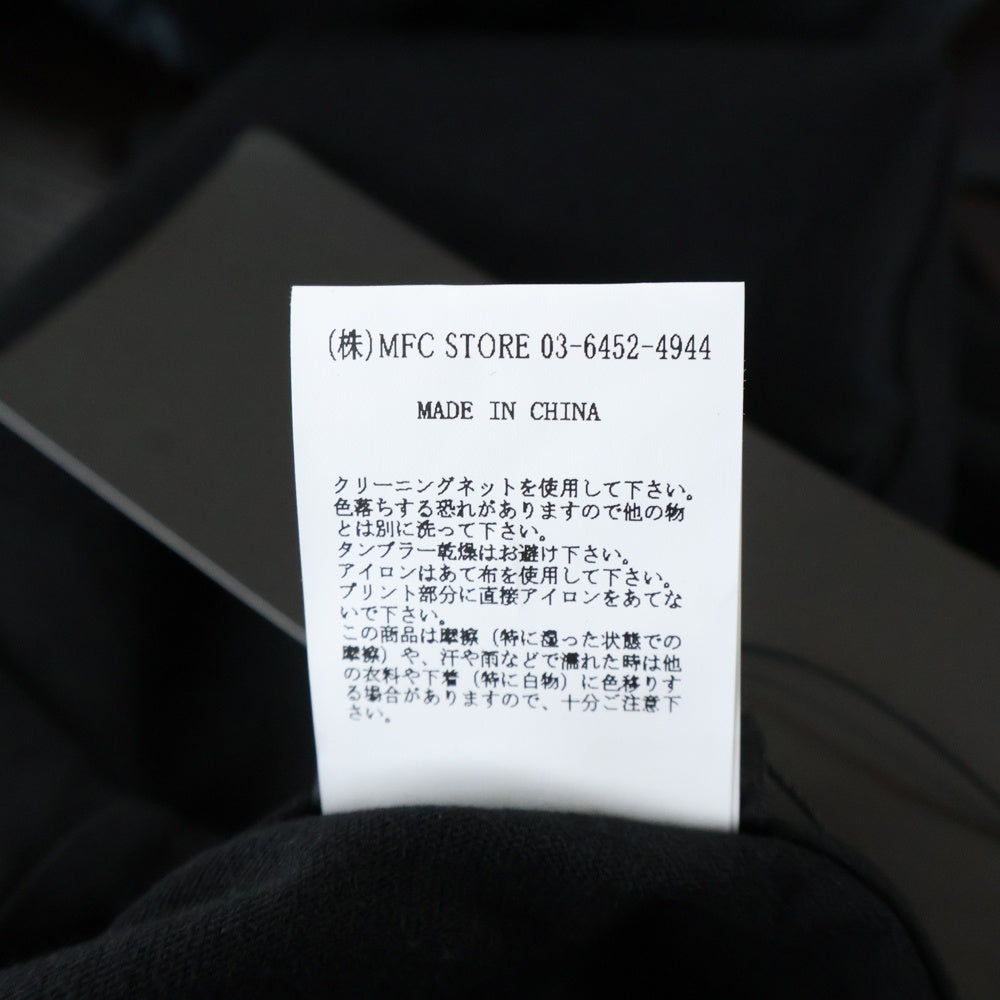 (株)MFC STORE 03-6452-4944
MADE IN CHINA
クリーニングネットを使用して下さい。
色落ちする恐れがありますので他の物
とは別に洗って下さい。
タンブラー乾燥はお避け下さい。
アイロンはあて布を使用して下さい。
プリント部分に直接アイロンをあてな
いで下さい。
この商品は摩擦（特に湿った状態での
摩擦）や、汗や雨などで濡れた時は他
の衣料や下着（特に白物）に色移りす
る場合がありますので、十分ご注意下
さい。